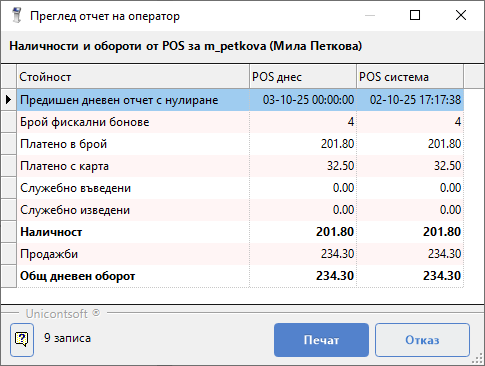 Преглед отчет на оператор
Наличности и обороти от POS за m_petkova (Мила Петкова)
Стойност POS днес POS система
Предишен дневен отчет с нулиране 03-10-25 00:00:00 02-10-25 17:17:38
Брой фискални бонове 4 4
Платено в брой 201.80 201.80
Платено с карта 32.50 32.50
Служебно въведени 0.00 0.00
Служебно изведени 0.00 0.00
Наличност 201.80 201.80
Продажби 234.30 234.30
Общ дневен оборот 234.30 234.30
Unicontsoft ®
? 9 записа Печат Отказ